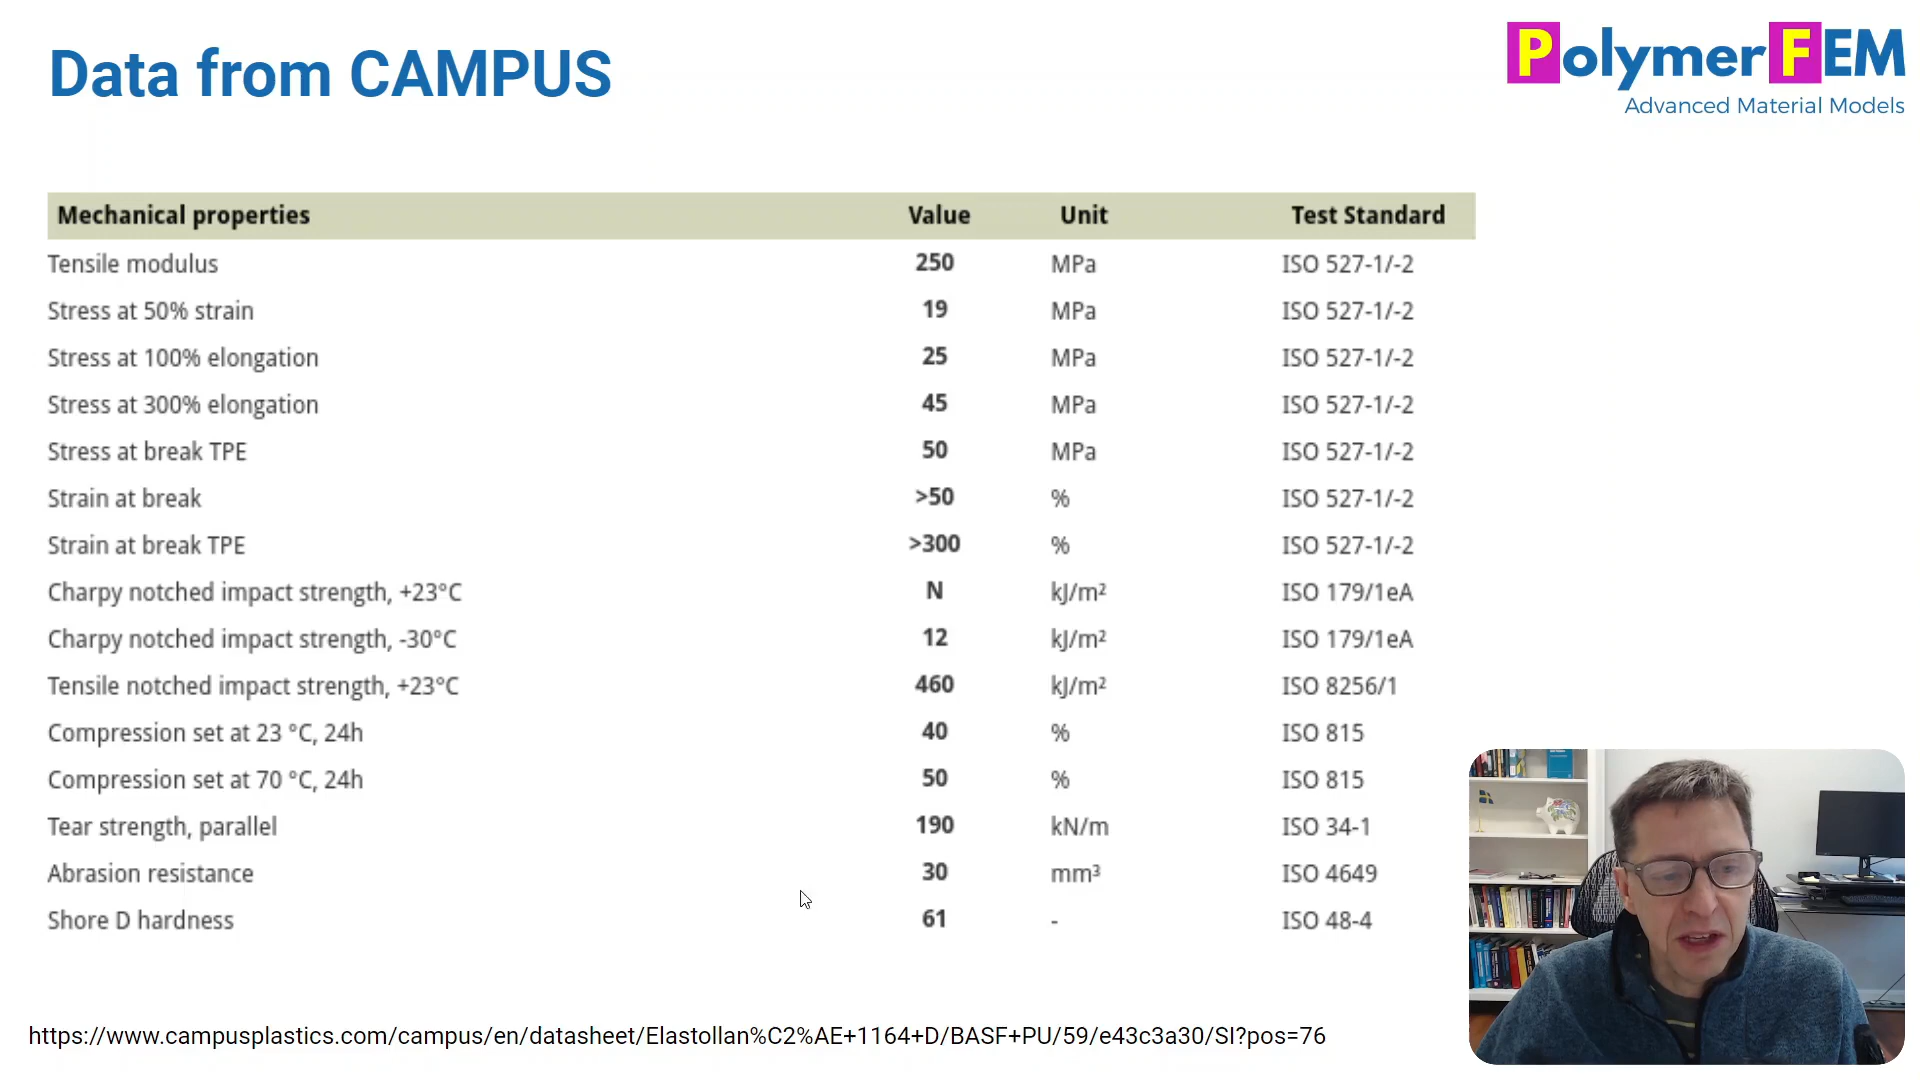 Data from CAMPUS
PolymerFEM
Advanced Material Models
Mechanical properties Value Unit Test Standard
Tensile modulus 250 MPa ISO 527-1/-2
Stress at 50% strain 19 MPa ISO 527-1/-2
Stress at 100% elongation 25 MPa ISO 527-1/-2
Stress at 300% elongation 45 MPa ISO 527-1/-2
Stress at break TPE 50 MPa ISO 527-1/-2
Strain at break >50 % ISO 527-1/-2
Strain at break TPE >300 % ISO 527-1/-2
Charpy notched impact strength, +23°C N kJ/m² ISO 179/1eA
Charpy notched impact strength, -30°C 12 kJ/m² ISO 179/1eA
Tensile notched impact strength, +23°C 460 kJ/m² ISO 8256/1
Compression set at 23 °C, 24h 40 % ISO 815
Compression set at 70 °C, 24h 50 % ISO 815
Tear strength, parallel 190 kN/m ISO 34-1
Abrasion resistance 30 mm³ ISO 4649
Shore D hardness 61 - ISO 48-4
https://www.campusplastics.com/campus/en/datasheet/Elastollan%C2%AE+1164+D/BASF+PU/59/e43c3a30/SI?pos=76